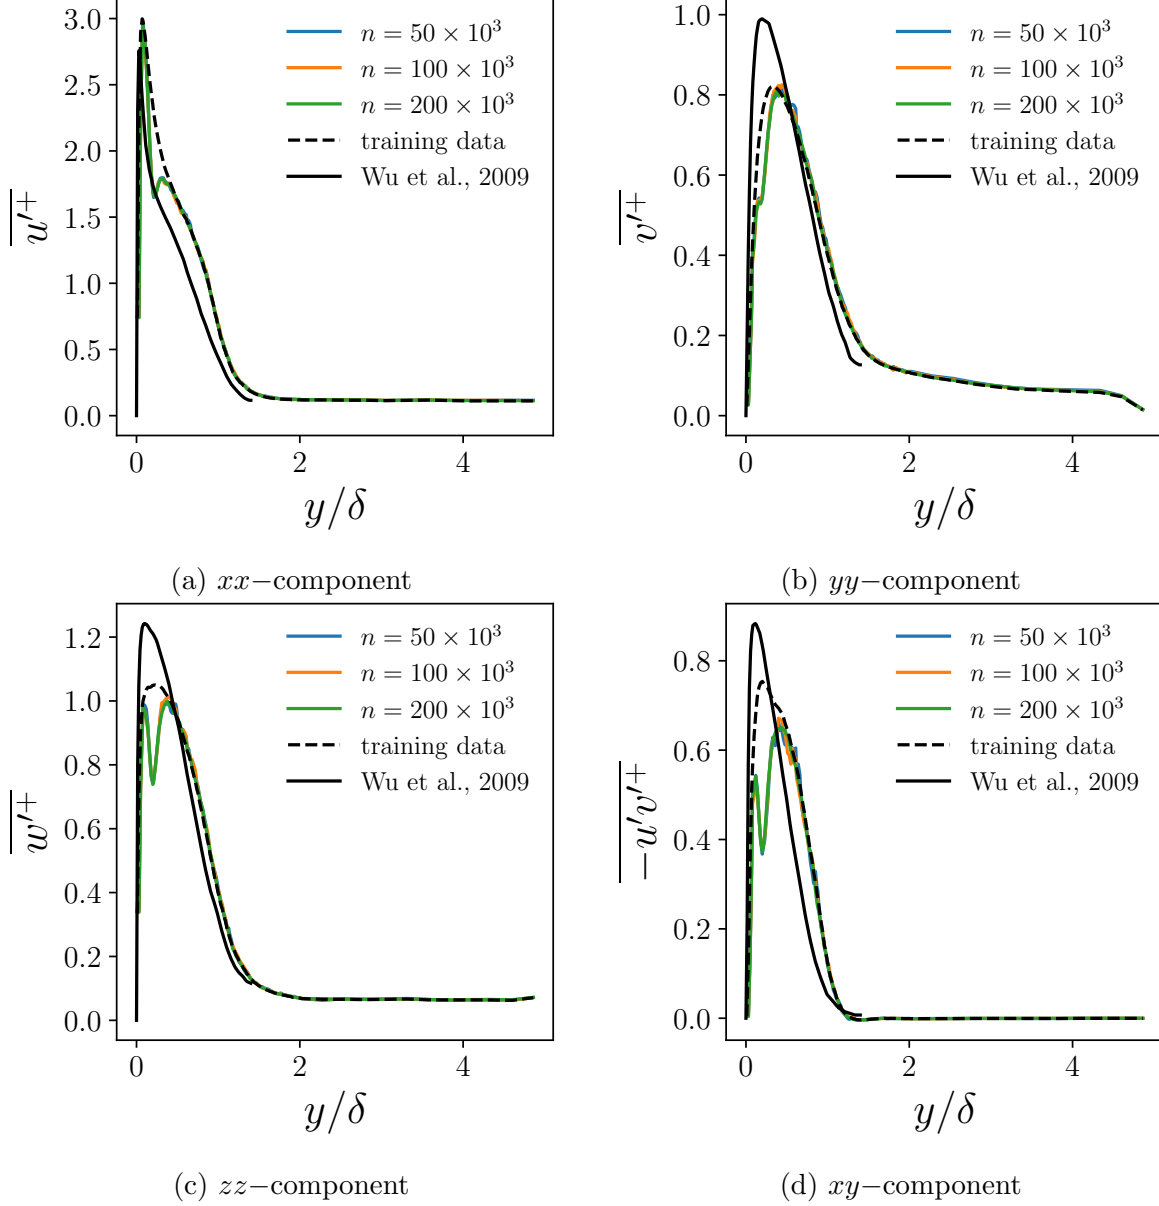 3.0
2.5
2.0
1.5
1.0
0.5
0.0
u′+
0 2 4
y/δ
n = 50 × 10³
n = 100 × 10³
n = 200 × 10³
training data
Wu et al., 2009
(a) xx−component
1.0
0.8
0.6
0.4
0.2
0.0
v′+
0 2 4
y/δ
n = 50 × 10³
n = 100 × 10³
n = 200 × 10³
training data
Wu et al., 2009
(b) yy−component
1.2
1.0
0.8
0.6
0.4
0.2
0.0
w′+
0 2 4
y/δ
n = 50 × 10³
n = 100 × 10³
n = 200 × 10³
training data
Wu et al., 2009
(c) zz−component
0.8
0.6
0.4
0.2
0.0
−u′v′+
0 2 4
y/δ
n = 50 × 10³
n = 100 × 10³
n = 200 × 10³
training data
Wu et al., 2009
(d) xy−component